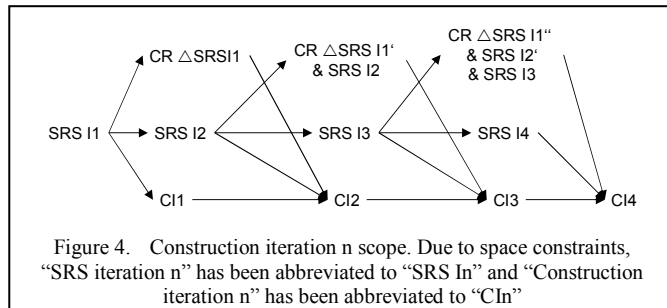 CR △SRSI1
CR △SRS I1‘
& SRS I2
CR △SRS I1“
& SRS I2‘
& SRS I3
SRS I1
SRS I2
SRS I3
SRS I4
CI1
CI2
CI3
CI4
Figure 4. Construction iteration n scope. Due to space constraints,
“SRS iteration n” has been abbreviated to “SRS In” and “Construction
iteration n” has been abbreviated to “CIn”